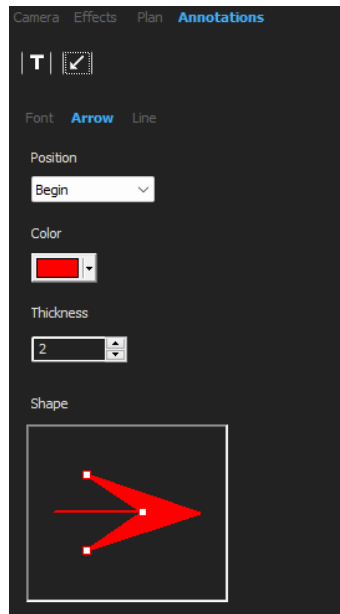 Camera Effects Plan Annotations
T
Font Arrow Line
Position
Begin
Color
Thickness
2
Shape